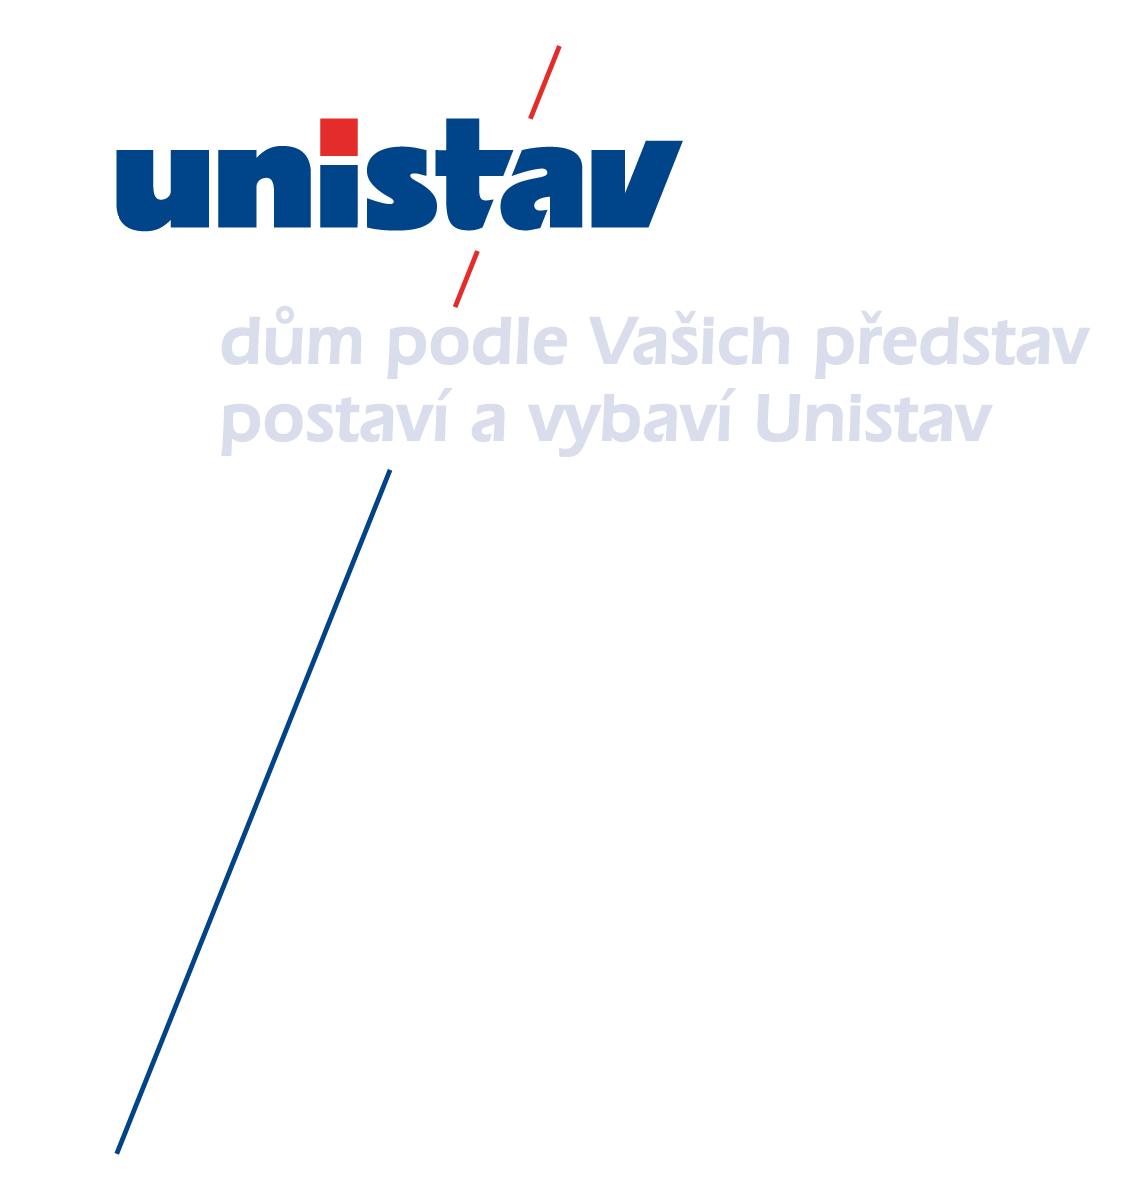 unistav
dům podle Vašich představ
postaví a vybaví Unistav